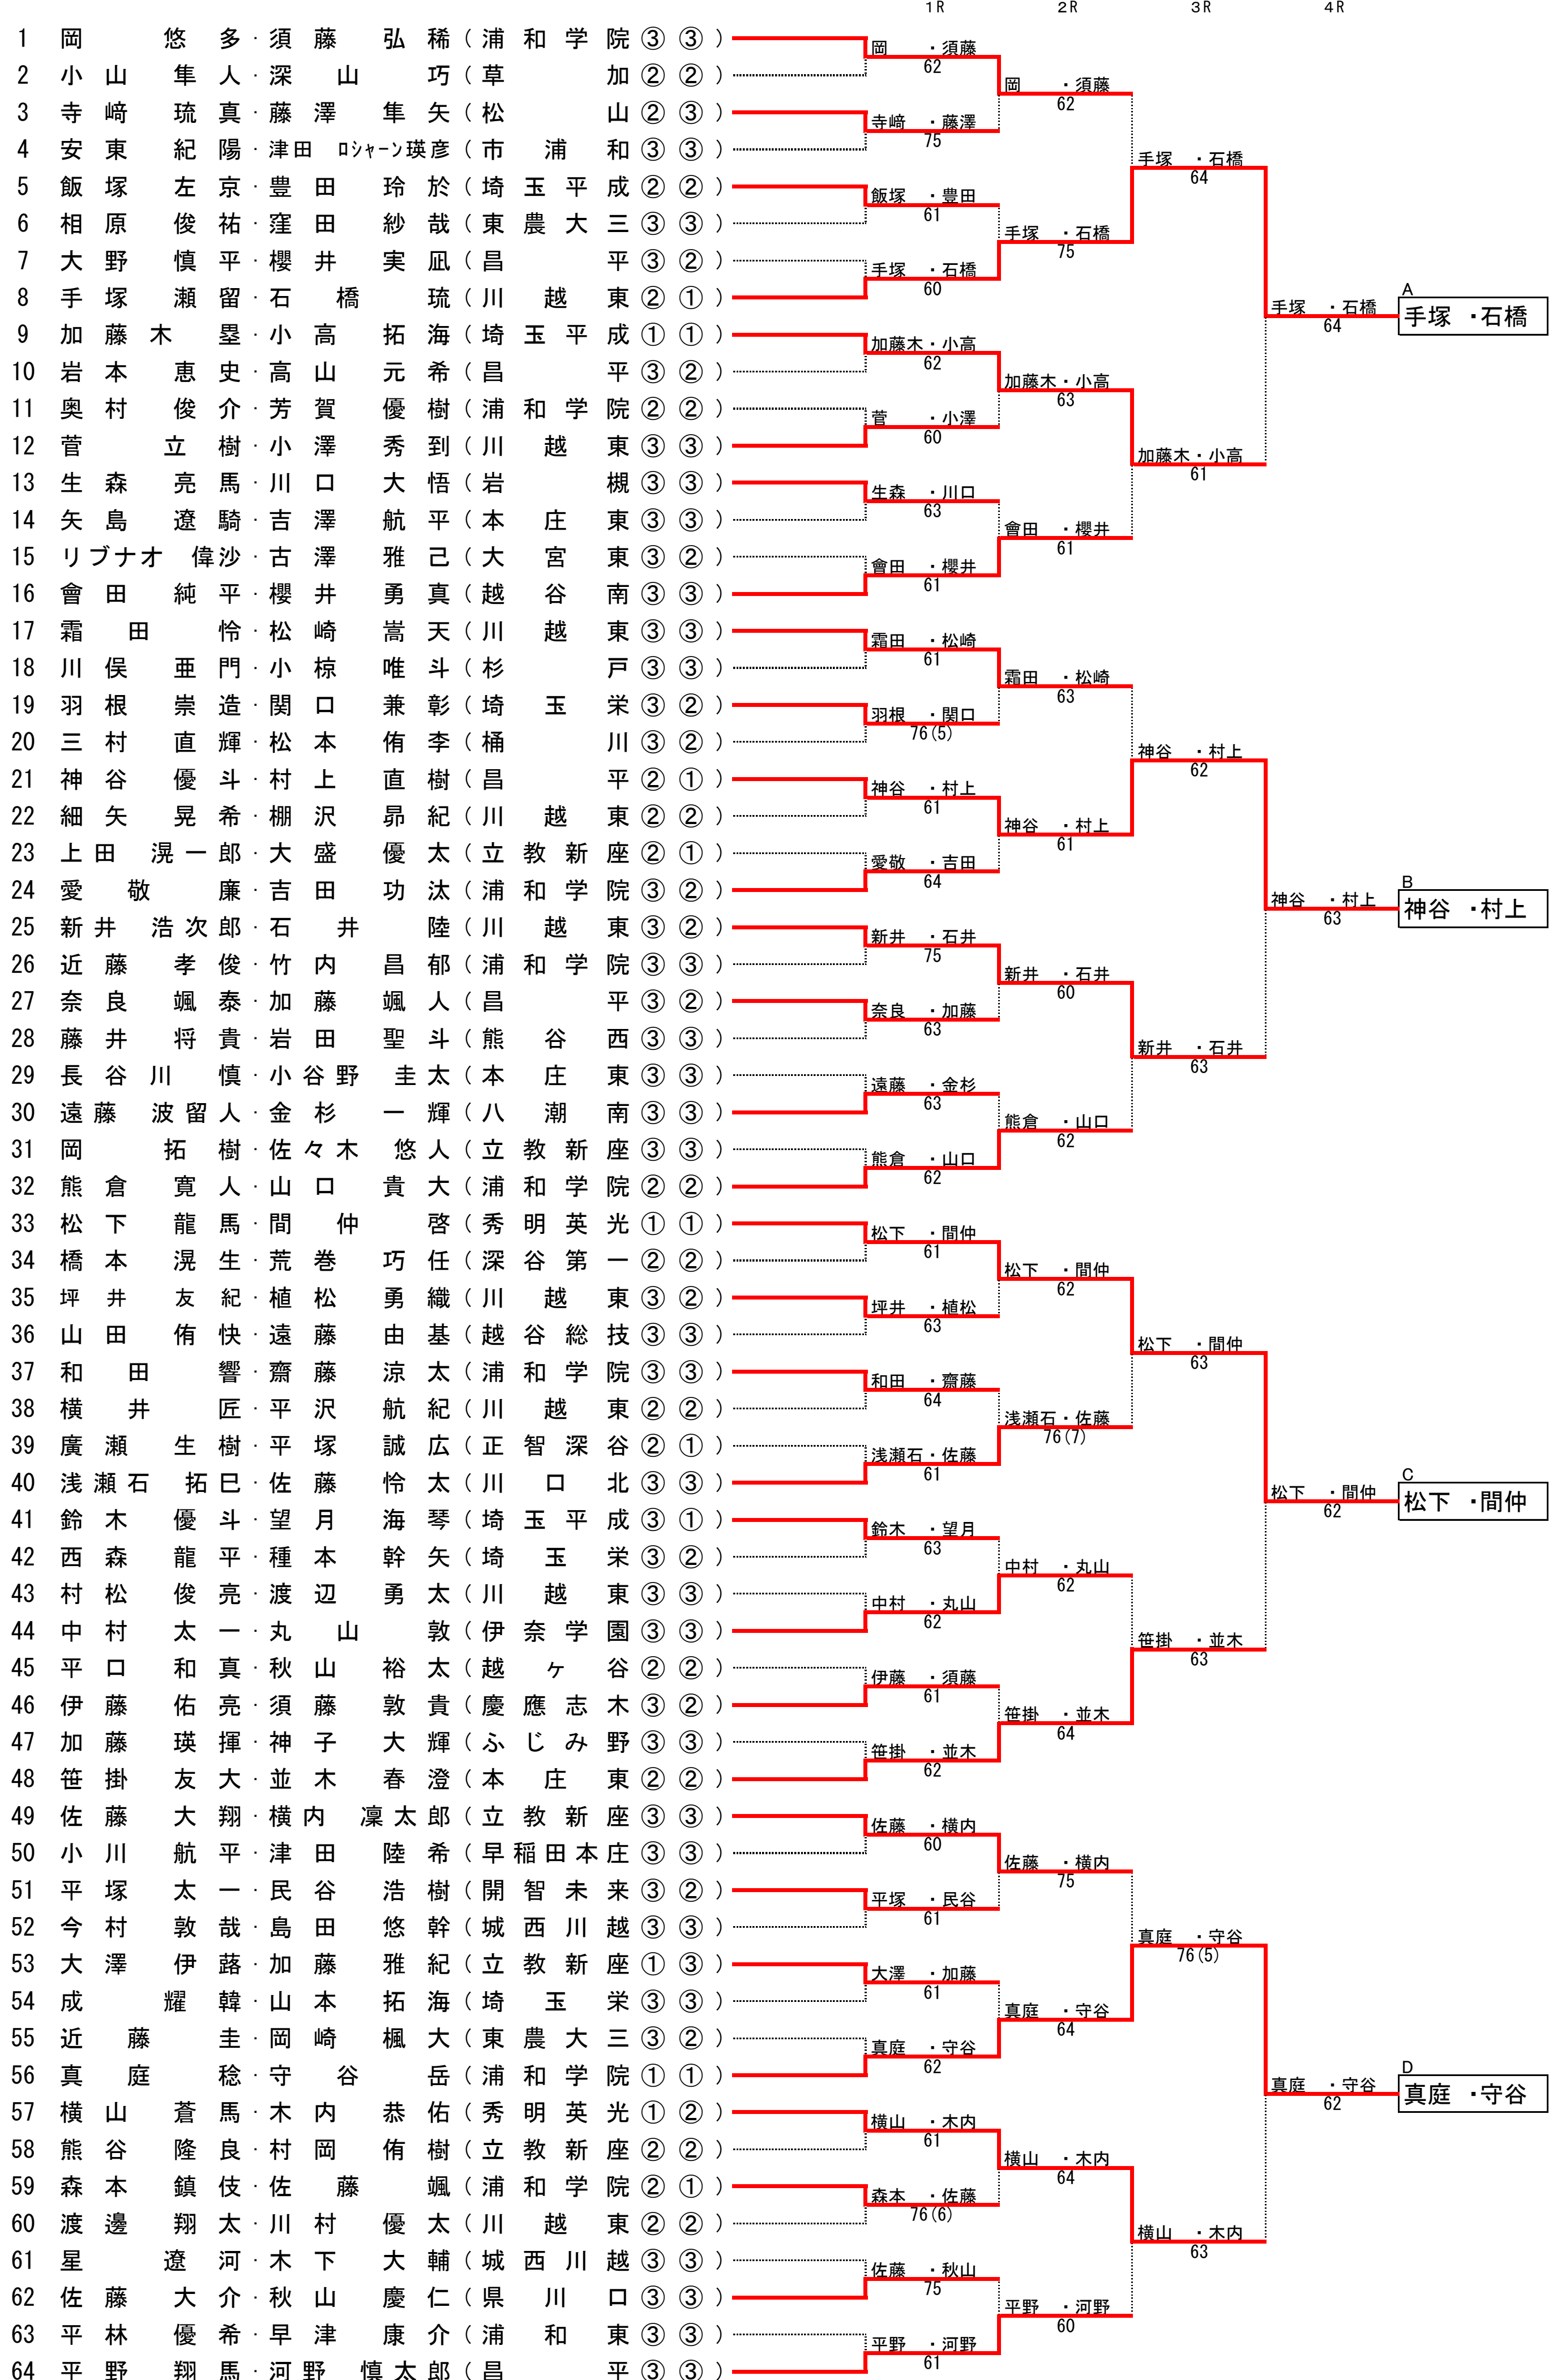 1R 2R 3R 4R
1 岡 悠多・須藤 弘稀(浦和学院③ ③)
岡 ・須藤
62
2 小山 隼人・深山 巧(草加② ②)
岡 ・須藤
62
3 寺﨑 琉真・藤澤 隼矢(松山② ③)
寺﨑 ・藤澤
75
4 安東 紀陽・津田 ロシャーン瑛彦(市浦和③ ③)
手塚 ・石橋
64
5 飯塚 左京・豊田 玲於(埼玉平成② ②)
飯塚 ・豊田
61
6 相原 俊祐・窪田 紗哉(東農大三③ ③)
手塚 ・石橋
75
7 大野 慎平・櫻井 実凪(昌平③ ②)
手塚 ・石橋
60
8 手塚 瀬留・石橋 琉(川越東② ①)
手塚 ・石橋
64
A
手塚 ・石橋
9 加藤木 塁・小高 拓海(埼玉平成① ①)
加藤木・小高
62
10 岩本 恵史・高山 元希(昌平③ ②)
加藤木・小高
63
11 奥村 俊介・芳賀 優樹(浦和学院② ②)
菅 ・小澤
60
12 菅 立樹・小澤 秀到(川越東③ ③)
加藤木・小高
61
13 生森 亮馬・川口 大悟(岩槻③ ③)
生森 ・川口
63
14 矢島 遼騎・吉澤 航平(本庄東③ ③)
會田 ・櫻井
61
15 リブナオ 偉沙・古澤 雅己(大宮東③ ②)
會田 ・櫻井
61
16 會田 純平・櫻井 勇真(越谷南③ ③)
17 霜田 怜・松崎 嵩天(川越東③ ③)
霜田 ・松崎
61
18 川俣 亜門・小椋 唯斗(杉戸③ ③)
霜田 ・松崎
63
19 羽根 崇造・関口 兼彰(埼玉栄③ ②)
羽根 ・関口
76(5)
20 三村 直輝・松本 侑李(桶川③ ②)
神谷 ・村上
62
21 神谷 優斗・村上 直樹(昌平② ①)
神谷 ・村上
61
22 細矢 晃希・棚沢 昴紀(川越東② ②)
神谷 ・村上
61
23 上田 滉一郎・大盛 優太(立教新座② ①)
愛敬 ・吉田
64
24 愛敬 廉・吉田 功汰(浦和学院③ ②)
神谷 ・村上
63
B
神谷 ・村上
25 新井 浩次郎・石井 陸(川越東③ ②)
新井 ・石井
75
26 近藤 孝俊・竹内 昌郁(浦和学院③ ③)
新井 ・石井
60
27 奈良 颯泰・加藤 颯人(昌平③ ②)
奈良 ・加藤
63
28 藤井 将貴・岩田 聖斗(熊谷西③ ③)
新井 ・石井
63
29 長谷川 慎・小谷野 圭太(本庄東③ ③)
遠藤 ・金杉
63
30 遠藤 波留人・金杉 一輝(八潮南③ ③)
熊倉 ・山口
62
31 岡 拓樹・佐々木 悠人(立教新座③ ③)
熊倉 ・山口
62
32 熊倉 寛人・山口 貴大(浦和学院② ②)
33 松下 龍馬・間仲 啓(秀明英光① ①)
松下 ・間仲
61
34 橋本 滉生・荒巻 巧任(深谷第一② ②)
松下 ・間仲
62
35 坪井 友紀・植松 勇織(川越東③ ②)
坪井 ・植松
63
36 山田 侑快・遠藤 由基(越谷総技③ ③)
松下 ・間仲
63
37 和田 響・齋藤 涼太(浦和学院③ ③)
和田 ・齋藤
64
38 横井 匠・平沢 航紀(川越東② ②)
浅瀬石・佐藤
76(7)
39 廣瀬 生樹・平塚 誠広(正智深谷② ①)
浅瀬石・佐藤
61
40 浅瀬石 拓巳・佐藤 怜太(川口北③ ③)
松下 ・間仲
62
C
松下 ・間仲
41 鈴木 優斗・望月 海琴(埼玉平成③ ①)
鈴木 ・望月
63
42 西森 龍平・種本 幹矢(埼玉栄③ ②)
中村 ・丸山
62
43 村松 俊亮・渡辺 勇太(川越東③ ③)
中村 ・丸山
62
44 中村 太一・丸山 敦(伊奈学園③ ③)
笹掛 ・並木
63
45 平口 和真・秋山 裕太(越ヶ谷② ②)
伊藤 ・須藤
61
46 伊藤 佑亮・須藤 敦貴(慶應志木③ ②)
笹掛 ・並木
64
47 加藤 瑛揮・神子 大輝(ふじみ野③ ③)
笹掛 ・並木
62
48 笹掛 友大・並木 春澄(本庄東② ②)
49 佐藤 大翔・横内 凜太郎(立教新座③ ③)
佐藤 ・横内
60
50 小川 航平・津田 陸希(早稲田本庄③ ③)
佐藤 ・横内
75
51 平塚 太一・民谷 浩樹(開智未来③ ②)
平塚 ・民谷
61
52 今村 敦哉・島田 悠幹(城西川越③ ③)
真庭 ・守谷
76(5)
53 大澤 伊蕗・加藤 雅紀(立教新座① ③)
大澤 ・加藤
61
54 成 耀韓・山本 拓海(埼玉栄③ ③)
真庭 ・守谷
64
55 近藤 圭・岡崎 楓大(東農大三③ ②)
真庭 ・守谷
62
56 真庭 稔・守谷 岳(浦和学院① ①)
真庭 ・守谷
62
D
真庭 ・守谷
57 横山 蒼馬・木内 恭佑(秀明英光① ②)
横山 ・木内
61
58 熊谷 隆良・村岡 侑樹(立教新座② ②)
横山 ・木内
64
59 森本 鎮伎・佐藤 颯(浦和学院② ①)
森本 ・佐藤
76(6)
60 渡邊 翔太・川村 優太(川越東② ②)
横山 ・木内
63
61 星 遼河・木下 大輔(城西川越③ ③)
佐藤 ・秋山
75
62 佐藤 大介・秋山 慶仁(県川口③ ③)
平野 ・河野
60
63 平林 優希・早津 康介(浦和東③ ③)
平野 ・河野
61
64 平野 翔馬・河野 慎太郎(昌平③ ③)